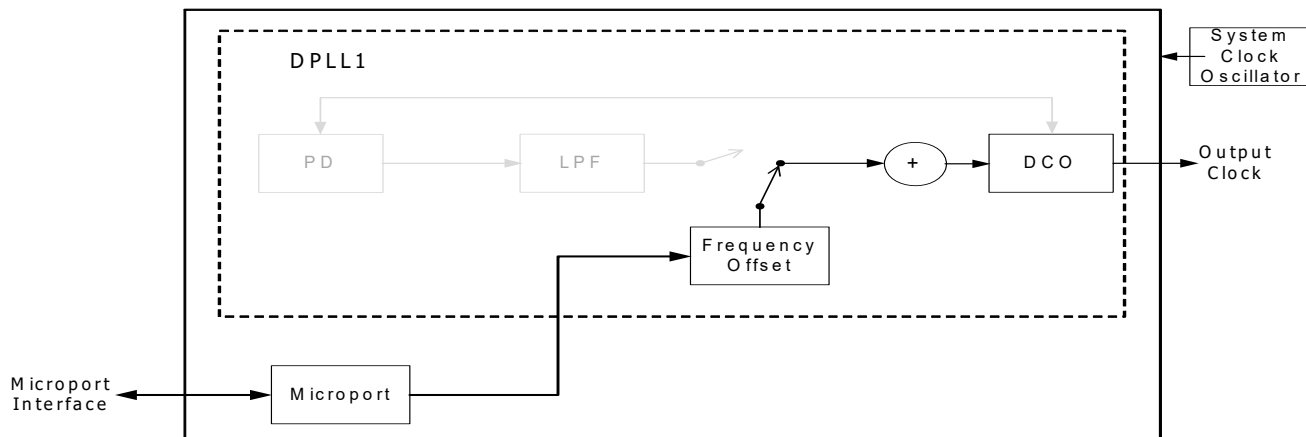 DPLL1
System
Clock
Oscillator
PD
LPF
+
DCO
Output
Clock
Frequency
Offset
Microport
Interface
Microport